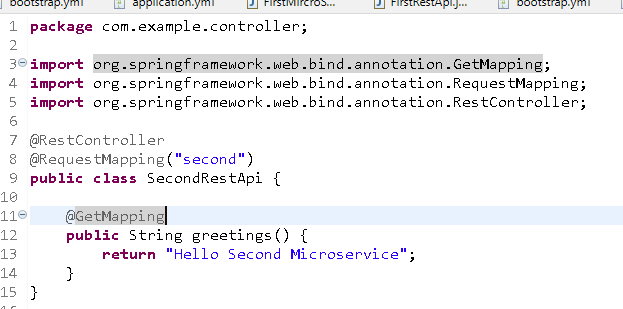 bootstrap.yml application.yml FirstMircroS... FirstRestApi.j... bootstrap.yml
1 package com.example.controller;
2
3 import org.springframework.web.bind.annotation.GetMapping;
4 import org.springframework.web.bind.annotation.RequestMapping;
5 import org.springframework.web.bind.annotation.RestController;
6
7 @RestController
8 @RequestMapping("second")
9 public class SecondRestApi {
10
11 @GetMapping
12 public String greetings() {
13 return "Hello Second Microservice";
14 }
15 }